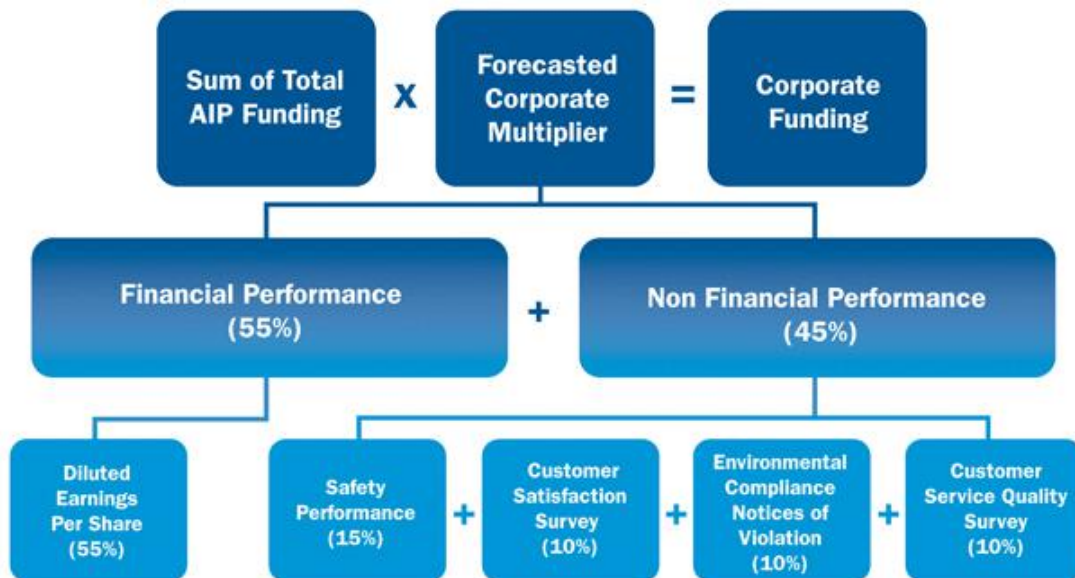 Sum of Total
AIP Funding
x
Forecasted
Corporate
Multiplier
=
Corporate
Funding
Financial Performance
(55%)
+
Non Financial Performance
(45%)
Diluted
Earnings
Per Share
(55%)
Safety
Performance
(15%)
+
Customer
Satisfaction
Survey
(10%)
+
Environmental
Compliance
Notices of
Violation
(10%)
+
Customer
Service Quality
Survey
(10%)